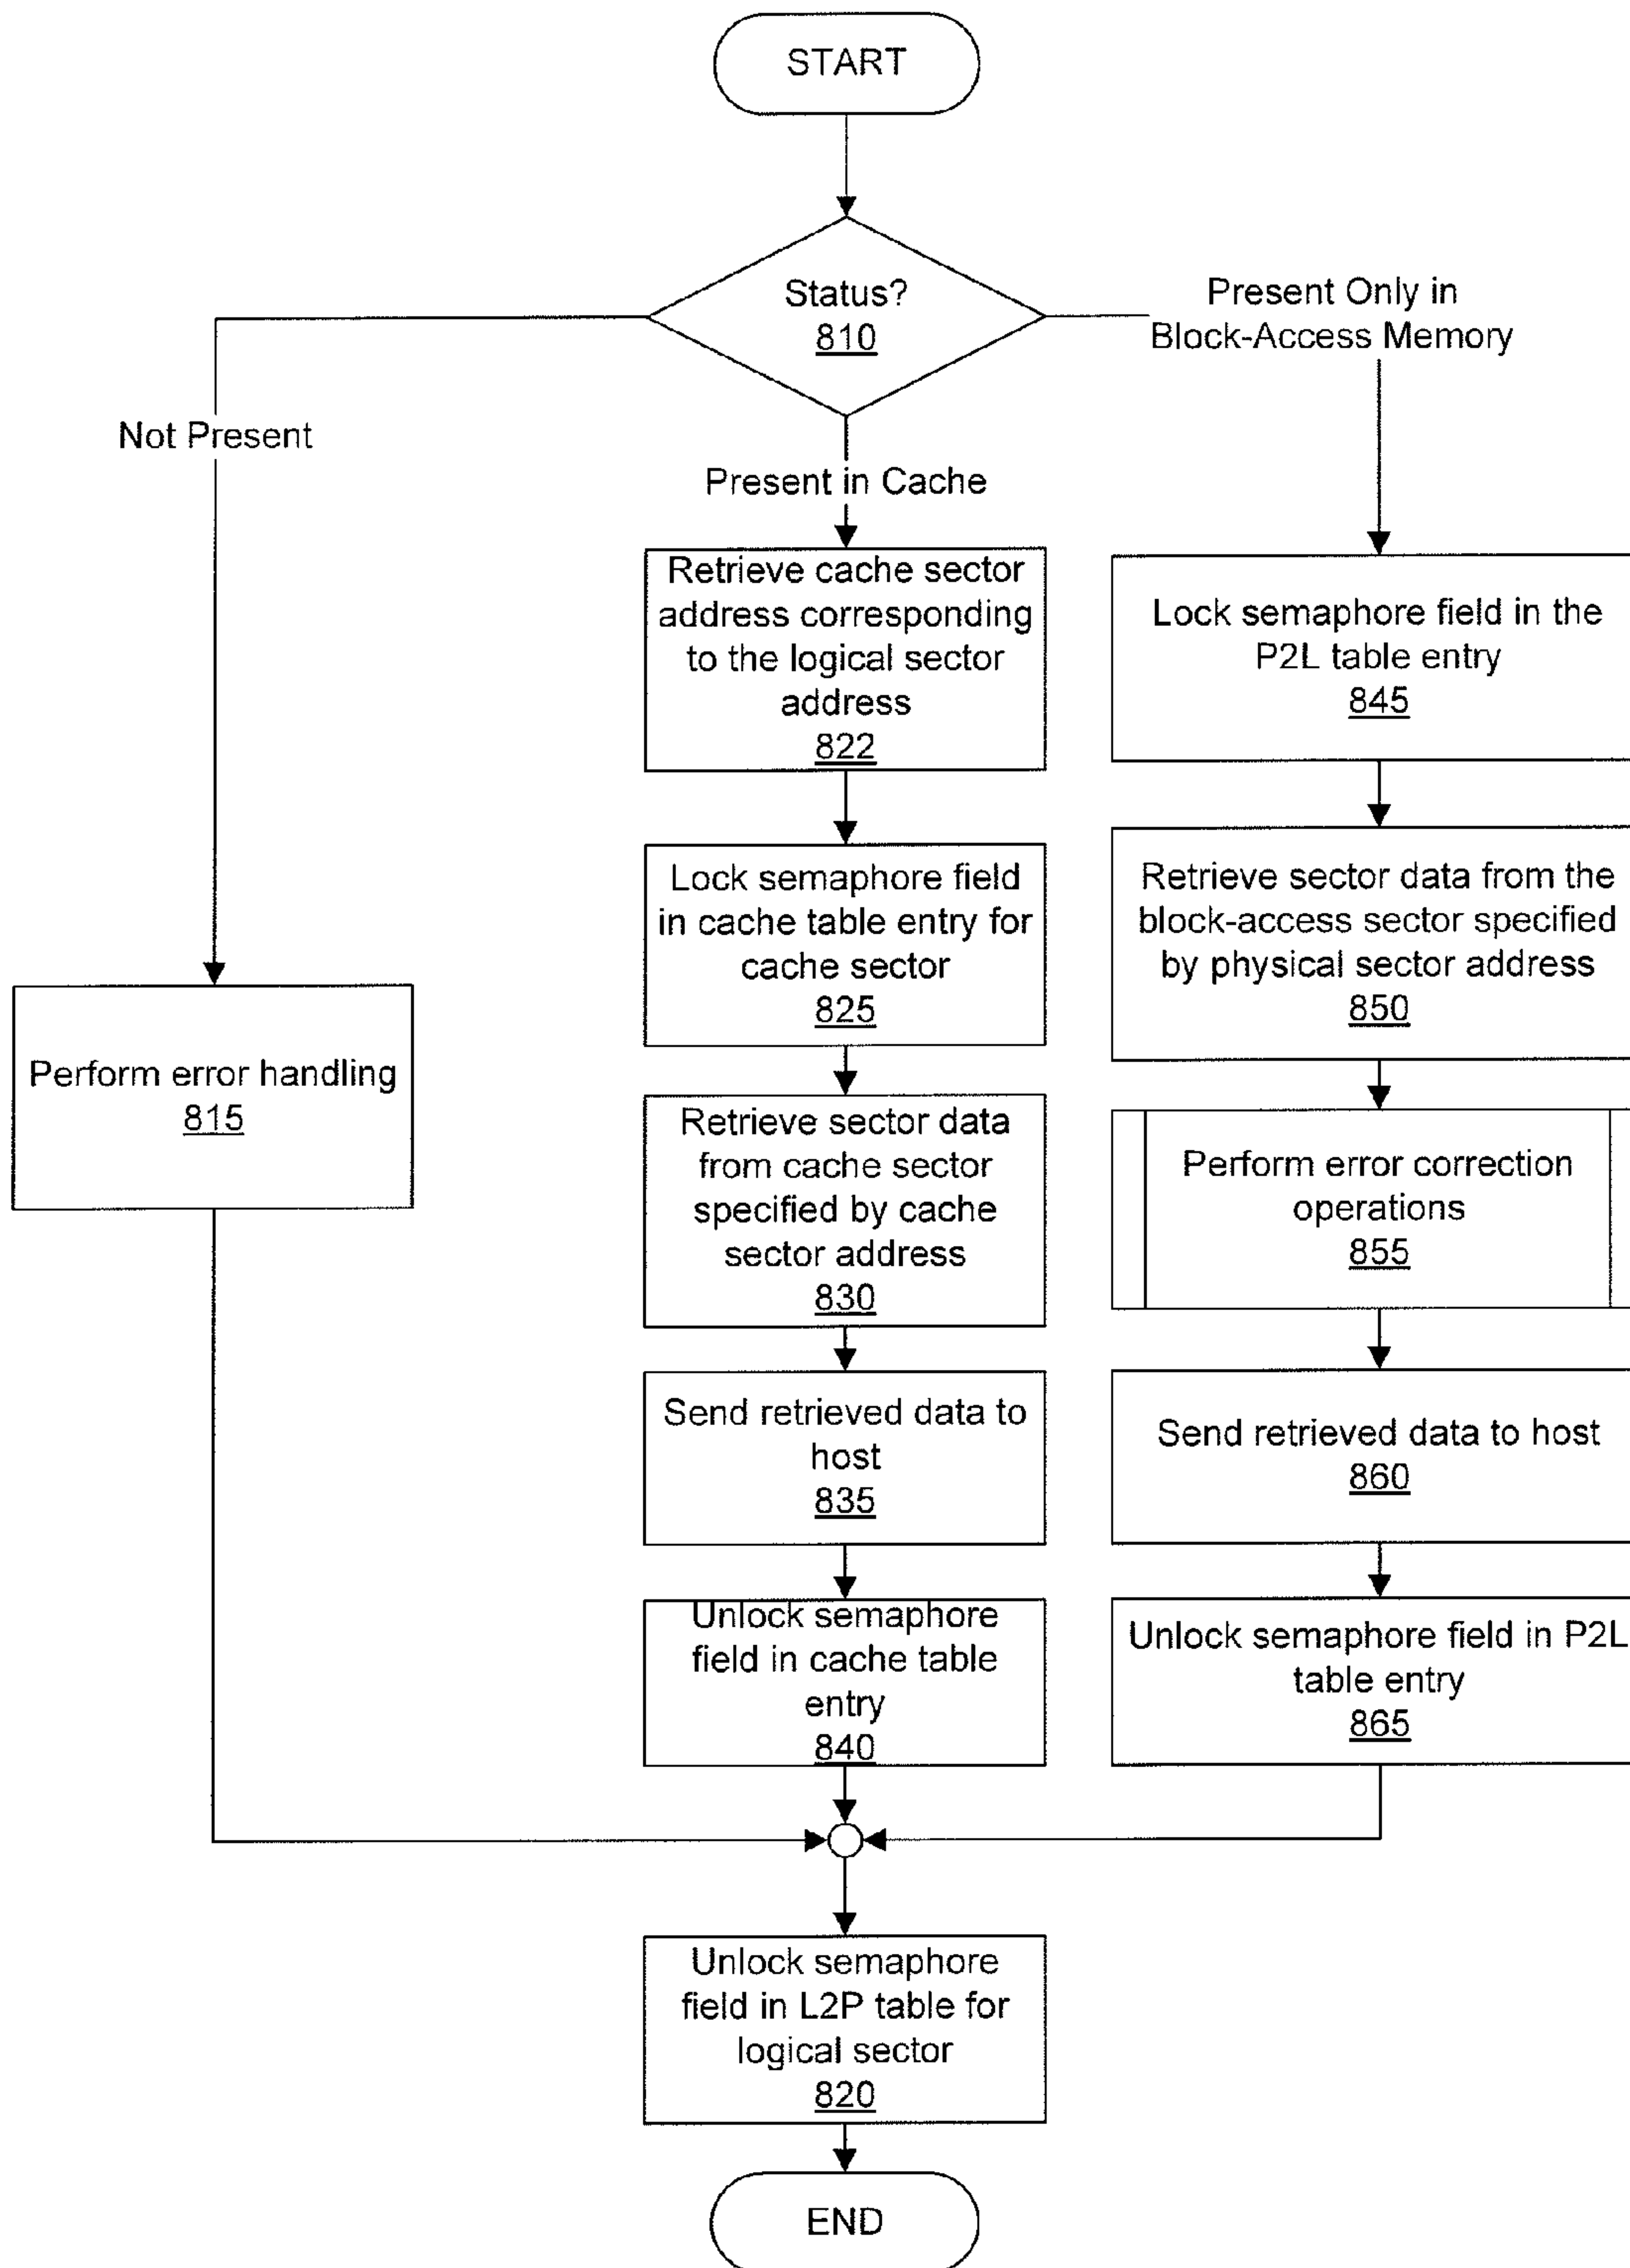 START
Status?
810
Present Only in
Block-Access Memory
Not Present
Present in Cache
Retrieve cache sector
address corresponding
to the logical sector
address
822
Lock semaphore field in the
P2L table entry
845
Lock semaphore field
in cache table entry for
cache sector
825
Retrieve sector data from the
block-access sector specified
by physical sector address
850
Perform error handling
815
Retrieve sector data
from cache sector
specified by cache
sector address
830
Perform error correction
operations
855
Send retrieved data to
host
835
Send retrieved data to host
860
Unlock semaphore
field in cache table
entry
840
Unlock semaphore field in P2L
table entry
865
Unlock semaphore
field in L2P table for
logical sector
820
END